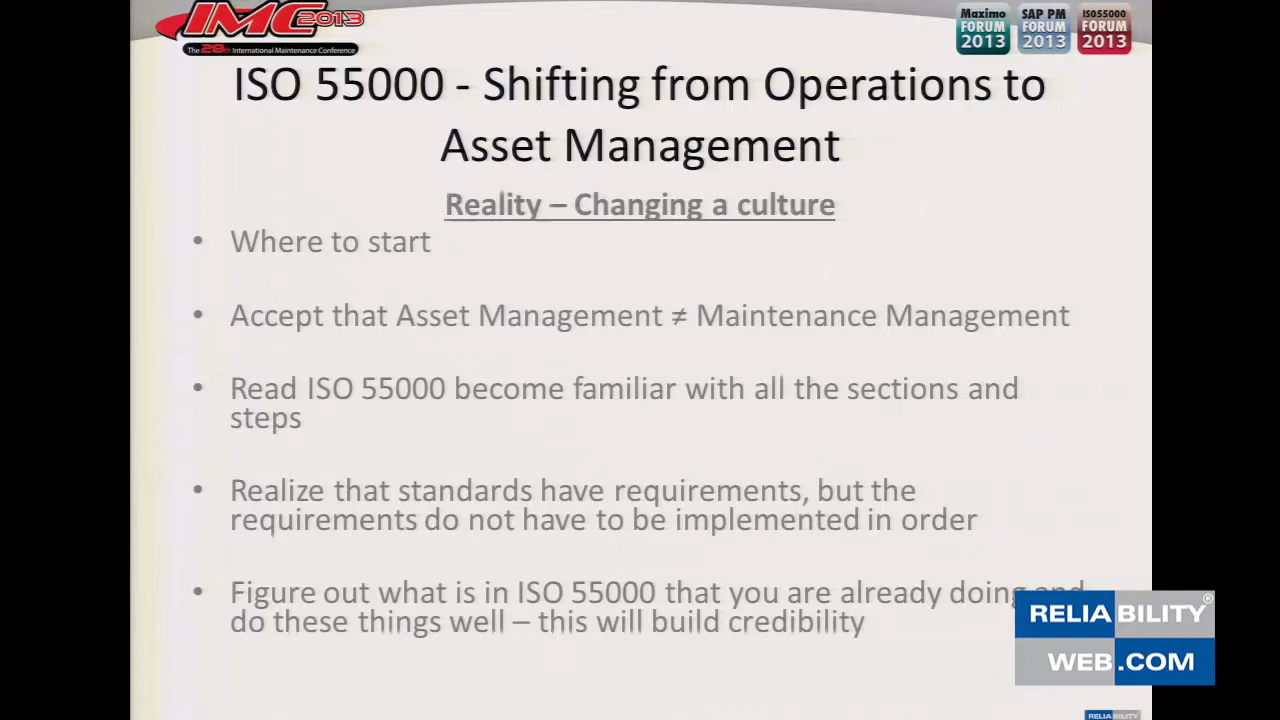 IMC 2013
The 28th International Maintenance Conference
Maximo FORUM 2013
SAP PM FORUM 2013
ISO55000 FORUM 2013
ISO 55000 - Shifting from Operations to
Asset Management
Reality – Changing a culture
• Where to start
• Accept that Asset Management ≠ Maintenance Management
• Read ISO 55000 become familiar with all the sections and
steps
• Realize that standards have requirements, but the
requirements do not have to be implemented in order
• Figure out what is in ISO 55000 that you are already doing and
do these things well – this will build credibility
RELIABILITY®
WEB.COM
RELIABILITY